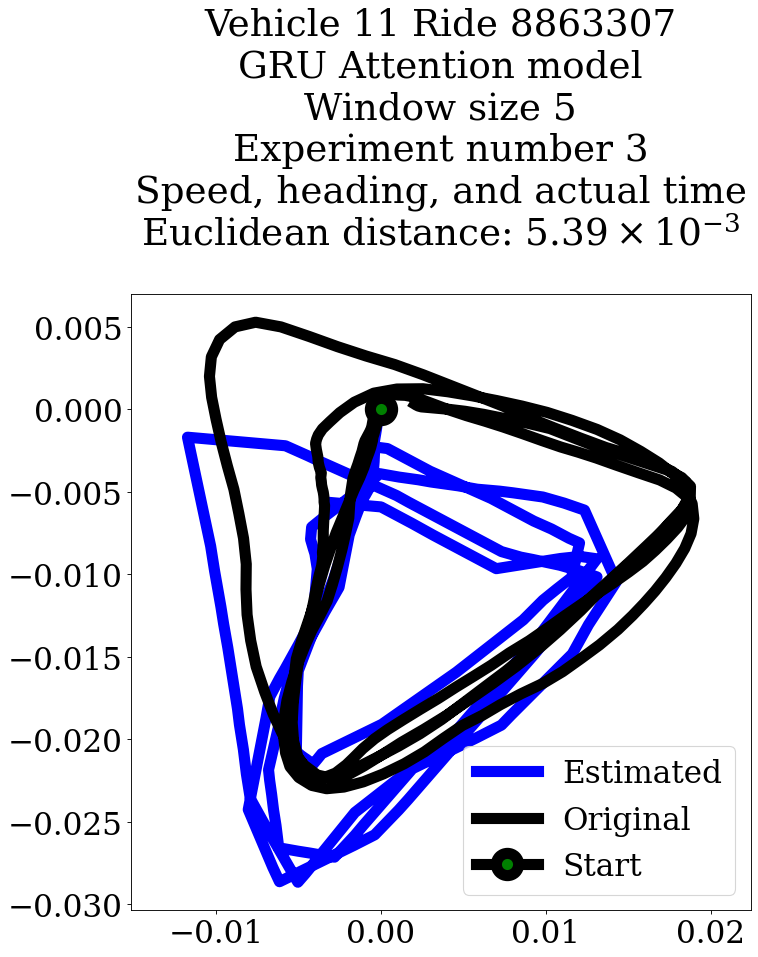 Vehicle 11 Ride 8863307
GRU Attention model
Window size 5
Experiment number 3
Speed, heading, and actual time
Euclidean distance: 5.39 × 10⁻³
0.005
0.000
−0.005
−0.010
−0.015
−0.020
−0.025
−0.030
Estimated
Original
Start
−0.01
0.00
0.01
0.02